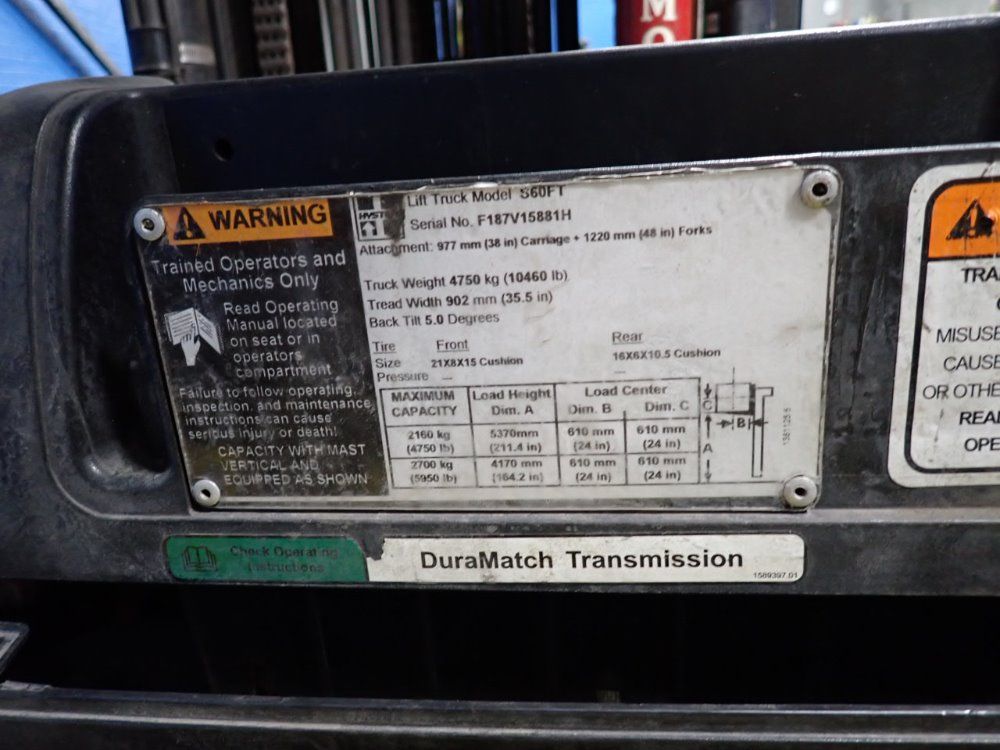 MO
WARNING
Trained Operators and
Mechanics Only
Read Operating
Manual located
on seat or in
operators
compartment
Failure to follow operating,
inspection, and maintenance
instructions can cause
serious injury or death!
CAPACITY WITH MAST
VERTICAL AND
EQUIPPED AS SHOWN
HYST
Lift Truck Model S60FT
Serial No. F187V15881H
Attachment: 977 mm (38 in) Carriage + 1220 mm (48 in) Forks
Truck Weight 4750 kg (10460 lb)
Tread Width 902 mm (35.5 in)
Back Tilt 5.0 Degrees
Tire Front Rear
Size 21X8X15 Cushion 16X6X10.5 Cushion
Pressure — —
MAXIMUM CAPACITY Load Height Dim. A Load Center Dim. B Dim. C
2160 kg 5370mm 610 mm 610 mm
(4750 lb) (211.4 in) (24 in) (24 in)
2700 kg 4170 mm 610 mm 610 mm
(5950 lb) (164.2 in) (24 in) (24 in)
C
B
A
Check Operating
Instructions
DuraMatch Transmission
1589397 01
TRA
MISUSE
CAUSE
OR OTHE
REA
OPE